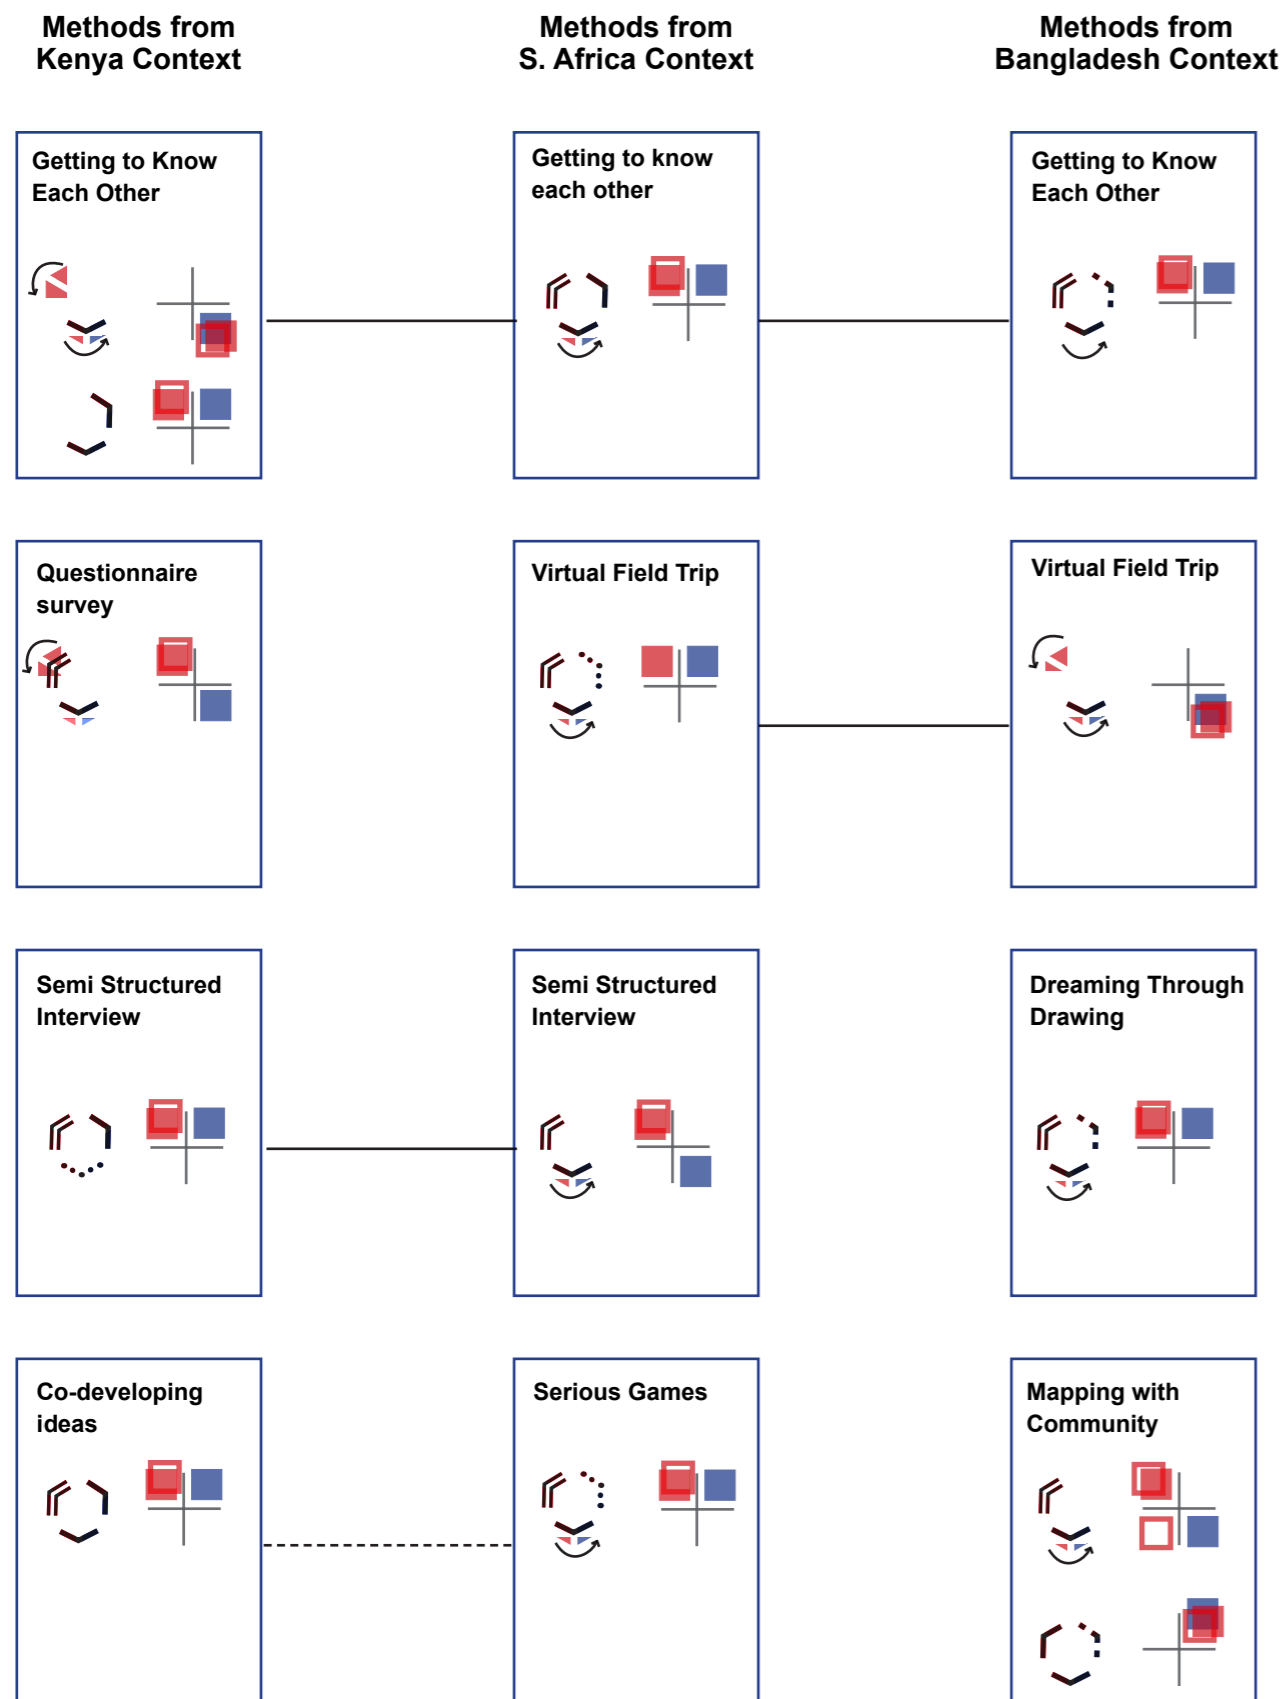 Methods from
Kenya Context
Methods from
S. Africa Context
Methods from
Bangladesh Context
Getting to Know
Each Other
Getting to know
each other
Getting to Know
Each Other
Questionnaire
survey
Virtual Field Trip
Virtual Field Trip
Semi Structured
Interview
Semi Structured
Interview
Dreaming Through
Drawing
Co-developing
ideas
Serious Games
Mapping with
Community